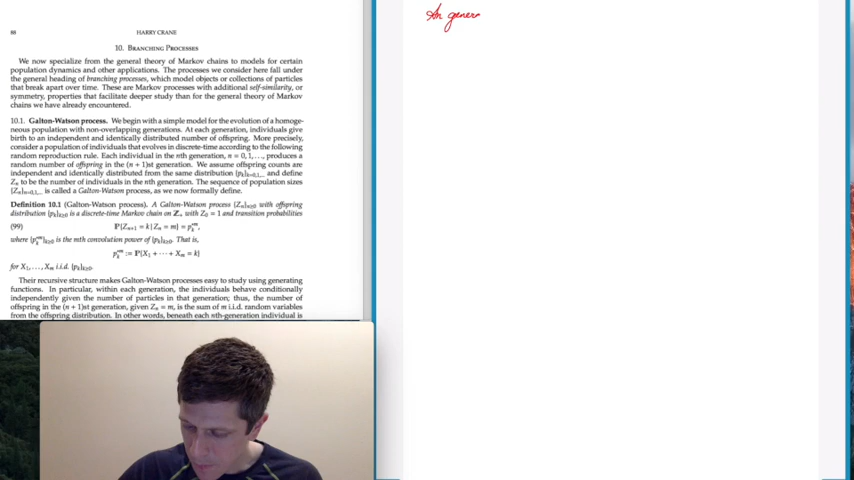 88 HARRY CRANE
10. BRANCHING PROCESSES
We now specialize from the general theory of Markov chains to models for certain
population dynamics and other applications. The processes we consider here fall under
the general heading of branching processes, which model objects or collections of particles
that break apart over time. These are Markov processes with additional self-similarity, or
symmetry, properties that facilitate deeper study than for the general theory of Markov
chains we have already encountered.
10.1. Galton-Watson process. We begin with a simple model for the evolution of a homoge-
neous population with non-overlapping generations. At each generation, individuals give
birth to an independent and identically distributed number of offspring. More precisely,
consider a population of individuals that evolves in discrete-time according to the following
random reproduction rule. Each individual in the nth generation, n = 0, 1, . . ., produces a
random number of offspring in the (n + 1)st generation. We assume offspring counts are
independent and identically distributed from the same distribution {pₖ}ₖ₌₀,₁,... and define
Zₙ to be the number of individuals in the nth generation. The sequence of population sizes
{Zₙ}ₙ₌₀,₁,... is called a Galton-Watson process, as we now formally define.
Definition 10.1 (Galton-Watson process). A Galton-Watson process {Zₙ}ₙ≥₀ with offspring
distribution {pₖ}ₖ≥₀ is a discrete-time Markov chain on Z₊ with Z₀ = 1 and transition probabilities
(99) P{Zₙ₊₁ = k | Zₙ = m} = pₖ*ᵐ,
where {pₖ*ᵐ}ₖ≥₀ is the mth convolution power of {pₖ}ₖ≥₀. That is,
pₖ*ᵐ := P{X₁ + · · · + Xₘ = k}
for X₁, . . . , Xₘ i.i.d. {pₖ}ₖ≥₀.
Their recursive structure makes Galton-Watson processes easy to study using generating
functions. In particular, within each generation, the individuals behave conditionally
independently given the number of particles in that generation; thus, the number of
offspring in the (n + 1)st generation, given Zₙ = m, is the sum of m i.i.d. random variables
from the offspring distribution. In other words, beneath each nth-generation individual is
An genera